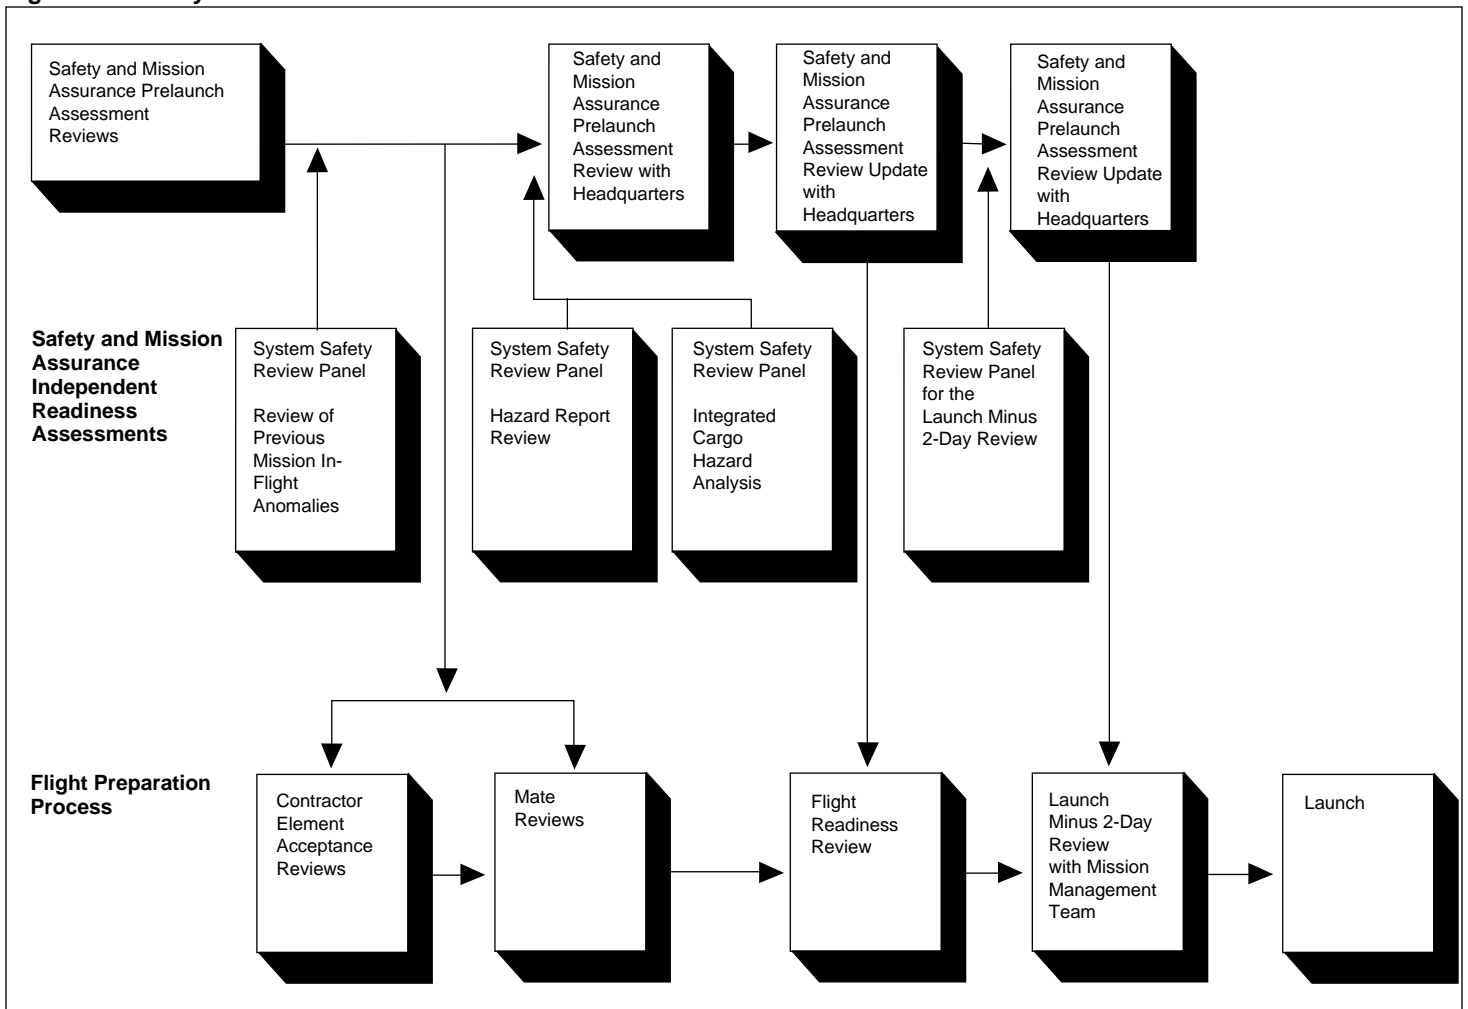 Safety and Mission
Assurance Prelaunch
Assessment
Reviews
Safety and
Mission
Assurance
Prelaunch
Assessment
Review with
Headquarters
Safety and
Mission
Assurance
Prelaunch
Assessment
Review Update
with
Headquarters
Safety and
Mission
Assurance
Prelaunch
Assessment
Review Update
with
Headquarters
Safety and Mission
Assurance
Independent
Readiness
Assessments
System Safety
Review Panel
Review of
Previous
Mission In-
Flight
Anomalies
System Safety
Review Panel
Hazard Report
Review
System Safety
Review Panel
Integrated
Cargo
Hazard
Analysis
System Safety
Review Panel
for the
Launch Minus
2-Day Review
Flight Preparation
Process
Contractor
Element
Acceptance
Reviews
Mate
Reviews
Flight
Readiness
Review
Launch
Minus 2-Day
Review
with Mission
Management
Team
Launch